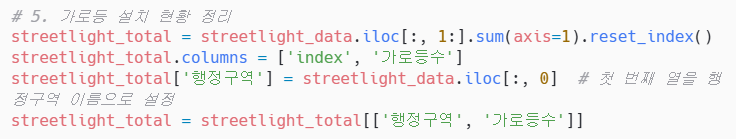 # 5. 가로등 설치 현황 정리
streetlight_total = streetlight_data.iloc[:, 1:].sum(axis=1).reset_index()
streetlight_total.columns = ['index', '가로등수']
streetlight_total['행정구역'] = streetlight_data.iloc[:, 0]  # 첫 번째 열을 행
정구역 이름으로 설정
streetlight_total = streetlight_total[['행정구역', '가로등수']]